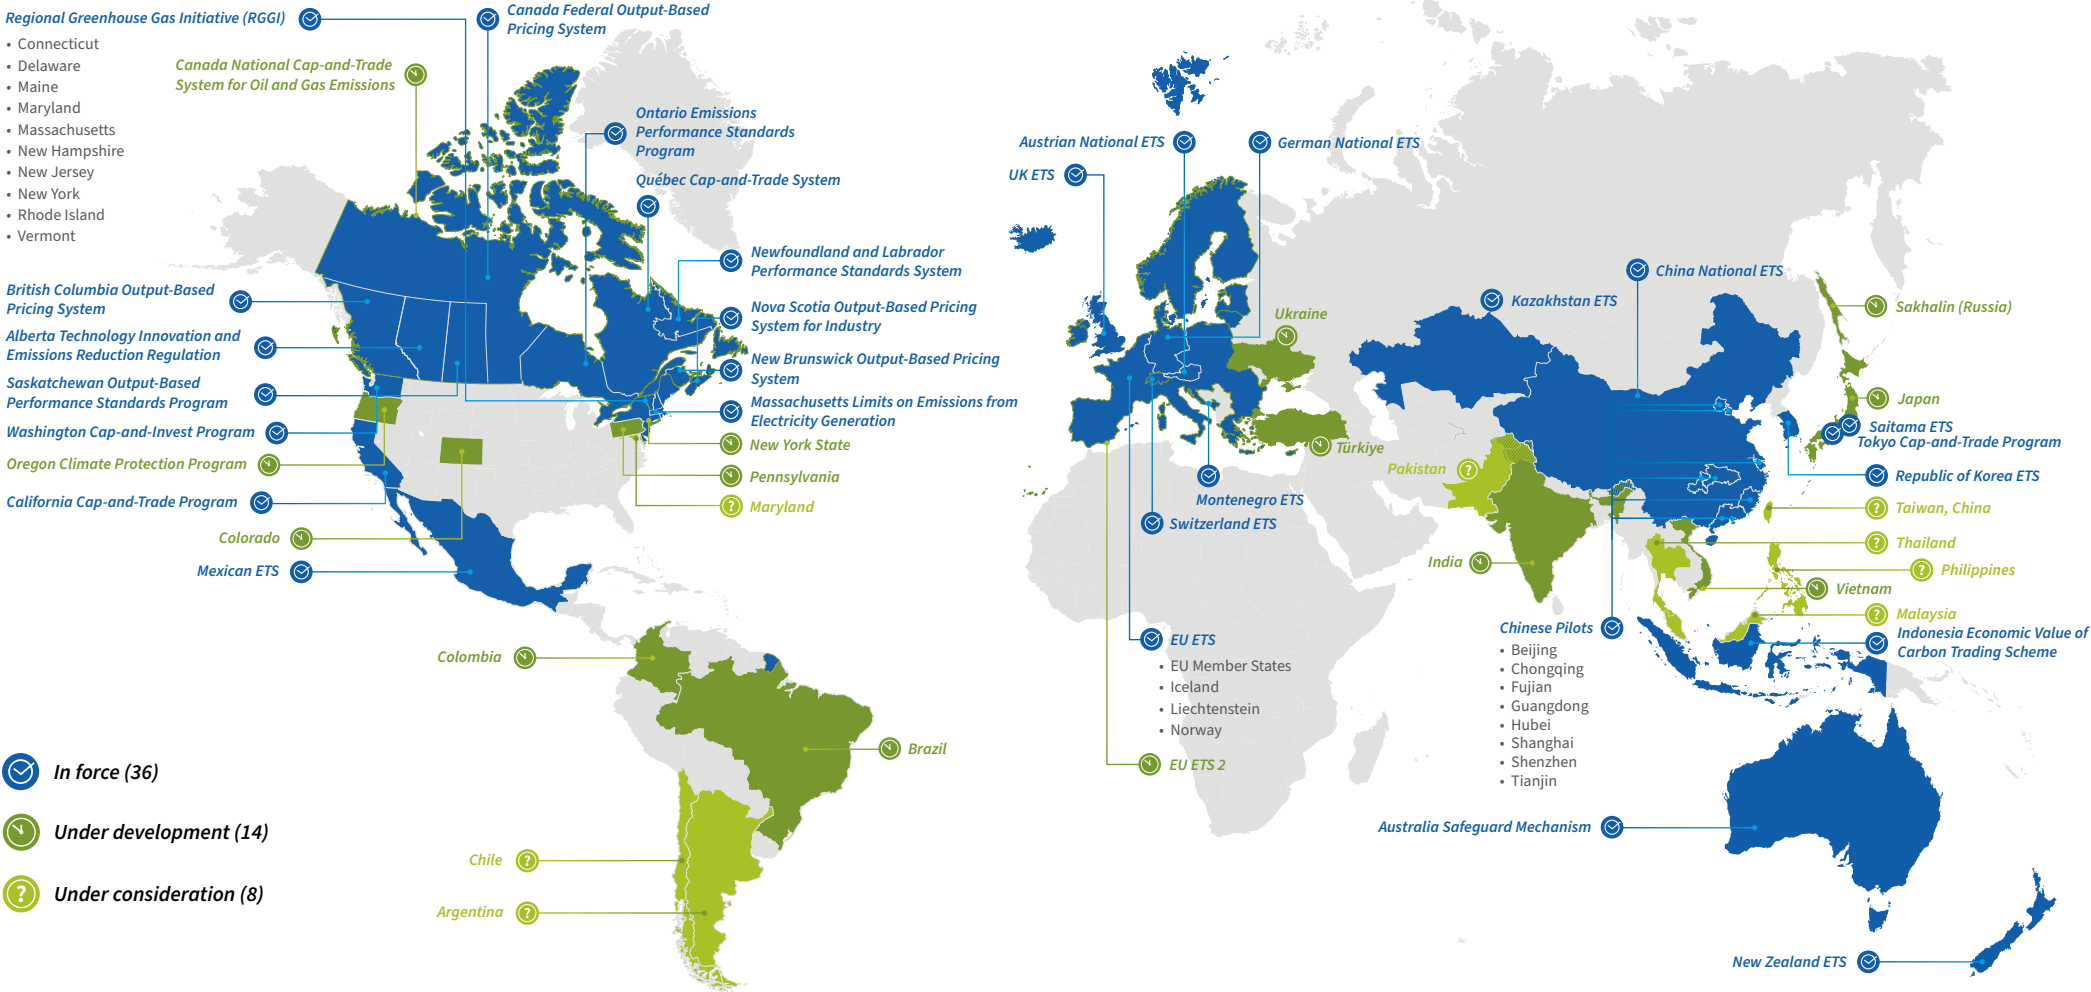 Regional Greenhouse Gas Initiative (RGGI)
• Connecticut
• Delaware
• Maine
• Maryland
• Massachusetts
• New Hampshire
• New Jersey
• New York
• Rhode Island
• Vermont
Canada Federal Output-Based
Pricing System
Canada National Cap-and-Trade
System for Oil and Gas Emissions
Ontario Emissions
Performance Standards
Program
Québec Cap-and-Trade System
Newfoundland and Labrador
Performance Standards System
Nova Scotia Output-Based Pricing
System for Industry
New Brunswick Output-Based Pricing
System
Massachusetts Limits on Emissions from
Electricity Generation
New York State
Pennsylvania
? Maryland
British Columbia Output-Based
Pricing System
Alberta Technology Innovation and
Emissions Reduction Regulation
Saskatchewan Output-Based
Performance Standards Program
Washington Cap-and-Invest Program
Oregon Climate Protection Program
California Cap-and-Trade Program
Colorado
Mexican ETS
Colombia
Brazil
Chile ?
Argentina ?
In force (36)
Under development (14)
? Under consideration (8)
Austrian National ETS
German National ETS
UK ETS
Ukraine
Türkiye
Montenegro ETS
Switzerland ETS
EU ETS
• EU Member States
• Iceland
• Liechtenstein
• Norway
EU ETS 2
Kazakhstan ETS
China National ETS
Sakhalin (Russia)
Japan
Saitama ETS
Tokyo Cap-and-Trade Program
Republic of Korea ETS
Pakistan ?
India
? Taiwan, China
? Thailand
? Philippines
Vietnam
? Malaysia
Indonesia Economic Value of
Carbon Trading Scheme
Chinese Pilots
• Beijing
• Chongqing
• Fujian
• Guangdong
• Hubei
• Shanghai
• Shenzhen
• Tianjin
Australia Safeguard Mechanism
New Zealand ETS